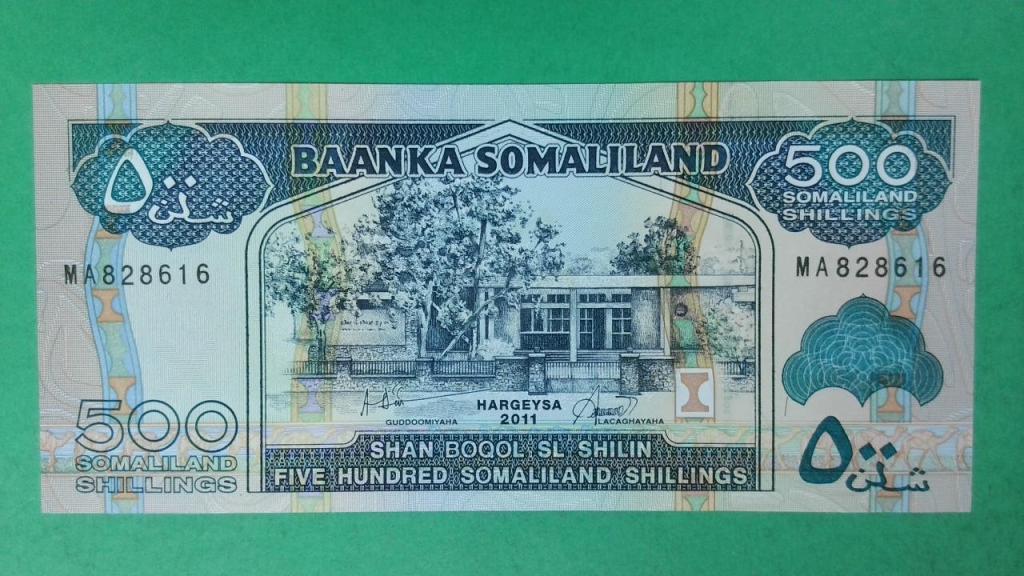 BAANKA SOMALILAND
٥٠٠
شلن
500
SOMALILAND
SHILLINGS
MA828616
MA828616
HARGEYSA
2011
GUDDOOMIYAHA
LACAGHAYAHA
500
SOMALILAND
SHILLINGS
SHAN BOQOL SL SHILIN
FIVE HUNDRED SOMALILAND SHILLINGS
٥٠٠
شلن